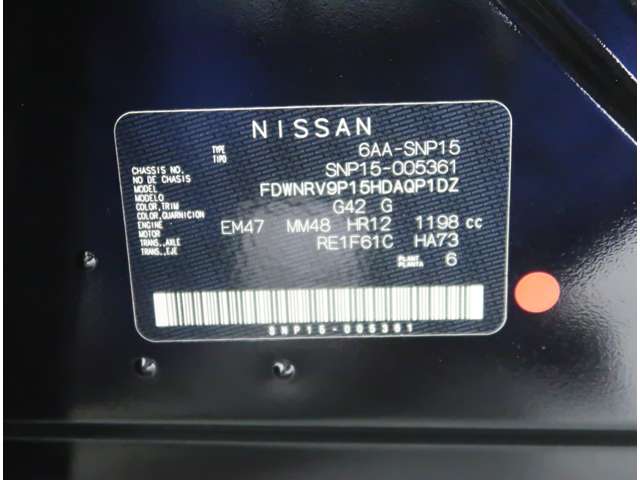 NISSAN
TYPE 6AA-SNP15
TIPO
CHASSIS NO. SNP15-005361
NO DE CHASSIS
MODEL FDWNRV9P15HDAQP1DZ
MODELO
COLOR,TRIM G42 G
COLOR,GUARNICION
ENGINE EM47 MM48 HR12 1198 cc
MOTOR
TRANS.,AXLE RE1F61C HA73
TRANS.,EJE
PLANT 6
PLANTA
SNP15-005361